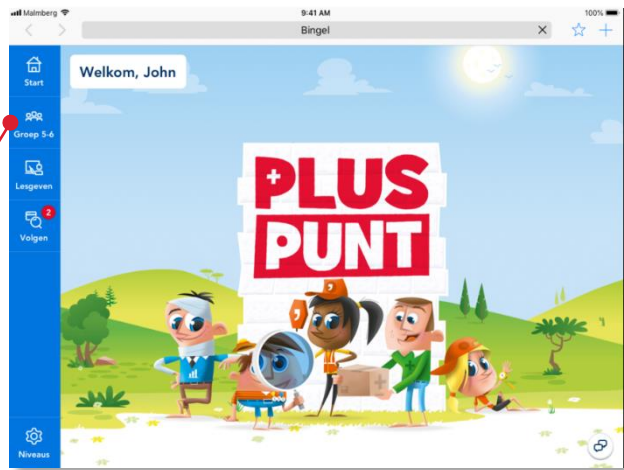 Malmberg 9:41 AM 100%
Bingel
Start
Welkom, John
Groep 5-6
Lesgeven
2
Volgen
PLUS
PUNT
Niveaus